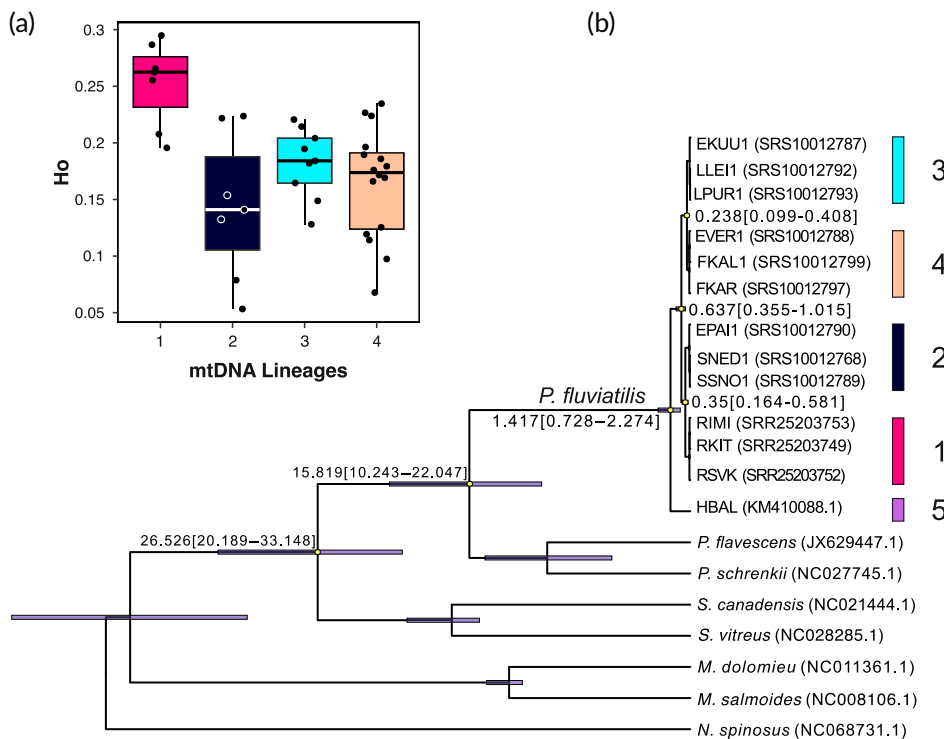 (a)
0.3
0.25
0.2
0.15
0.1
0.05
Ho
1 2 3 4
mtDNA Lineages
(b)
EKUU1 (SRS10012787)
LLEI1 (SRS10012792)
LPUR1 (SRS10012793)
0.238[0.099-0.408]
EVER1 (SRS10012788)
FKAL1 (SRS10012799)
FKAR (SRS10012797)
0.637[0.355-1.015]
EPAI1 (SRS10012790)
SNED1 (SRS10012768)
SSNO1 (SRS10012789)
0.35[0.164-0.581]
RIMI (SRR25203753)
RKIT (SRR25203749)
RSVK (SRR25203752)
HBAL (KM410088.1)
3
4
2
1
5
P. fluviatilis
1.417[0.728-2.274]
15.819[10.243–22.047]
26.526[20.189–33.148]
P. flavescens (JX629447.1)
P. schrenkii (NC027745.1)
S. canadensis (NC021444.1)
S. vitreus (NC028285.1)
M. dolomieu (NC011361.1)
M. salmoides (NC008106.1)
N. spinosus (NC068731.1)